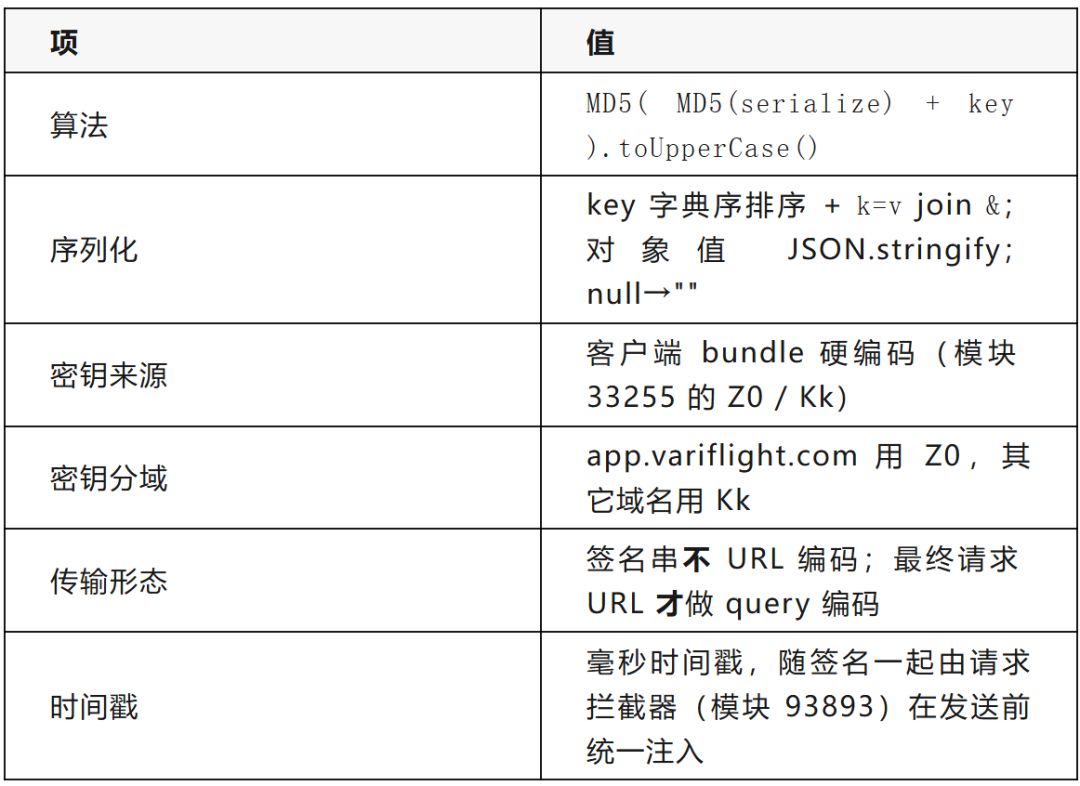 项 值
算法
MD5( MD5(serialize) + key
).toUpperCase()
序列化
key 字典序排序 + k=v join &;
对象值 JSON.stringify;
null→""
密钥来源
客户端 bundle 硬编码（模块
33255 的 Z0 / Kk）
密钥分域
app.variflight.com 用 Z0，其
它域名用 Kk
传输形态
签名串不 URL 编码；最终请求
URL 才做 query 编码
时间戳
毫秒时间戳，随签名一起由请求
拦截器（模块 93893）在发送前
统一注入